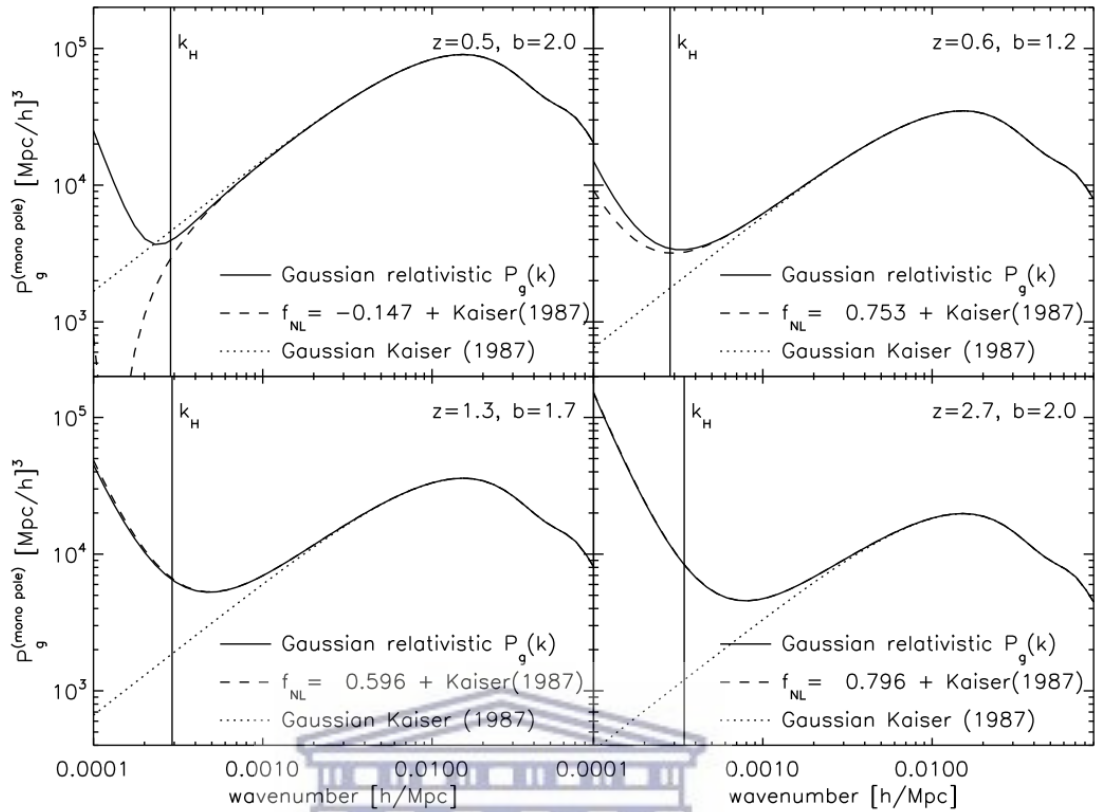 k_H z=0.5, b=2.0
10^5
10^4
10^3
P_g^(mono pole) [Mpc/h]^3
Gaussian relativistic P_g(k)
f_NL= −0.147 + Kaiser(1987)
Gaussian Kaiser (1987)
k_H z=0.6, b=1.2
Gaussian relativistic P_g(k)
f_NL= 0.753 + Kaiser(1987)
Gaussian Kaiser (1987)
k_H z=1.3, b=1.7
10^5
10^4
10^3
P_g^(mono pole) [Mpc/h]^3
Gaussian relativistic P_g(k)
f_NL= 0.596 + Kaiser(1987)
Gaussian Kaiser (1987)
0.0001 0.0010 0.0100
wavenumber [h/Mpc]
k_H z=2.7, b=2.0
Gaussian relativistic P_g(k)
f_NL= 0.796 + Kaiser(1987)
Gaussian Kaiser (1987)
0.0001 0.0010 0.0100
wavenumber [h/Mpc]